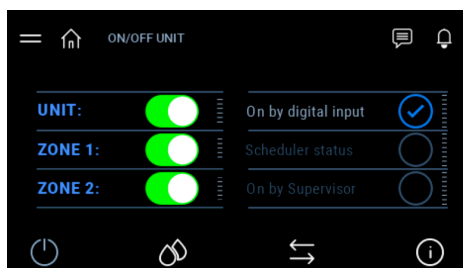 ON/OFF UNIT
UNIT:
On by digital input
ZONE 1:
Scheduler status
ZONE 2:
On by Supervisor